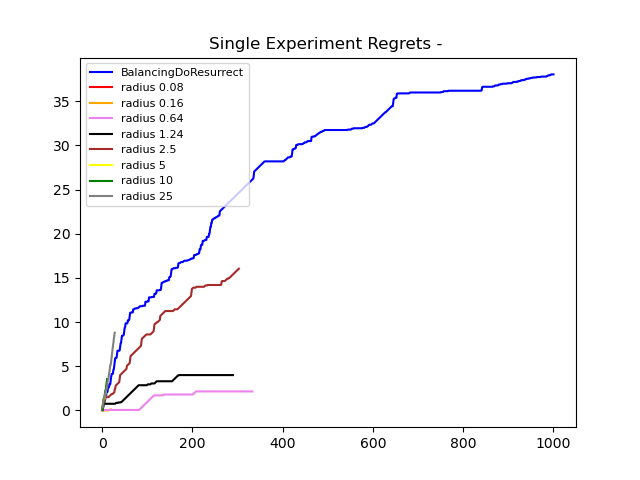 Single Experiment Regrets -
BalancingDoResurrect
radius 0.08
radius 0.16
radius 0.64
radius 1.24
radius 2.5
radius 5
radius 10
radius 25
35
30
25
20
15
10
5
0
0 200 400 600 800 1000